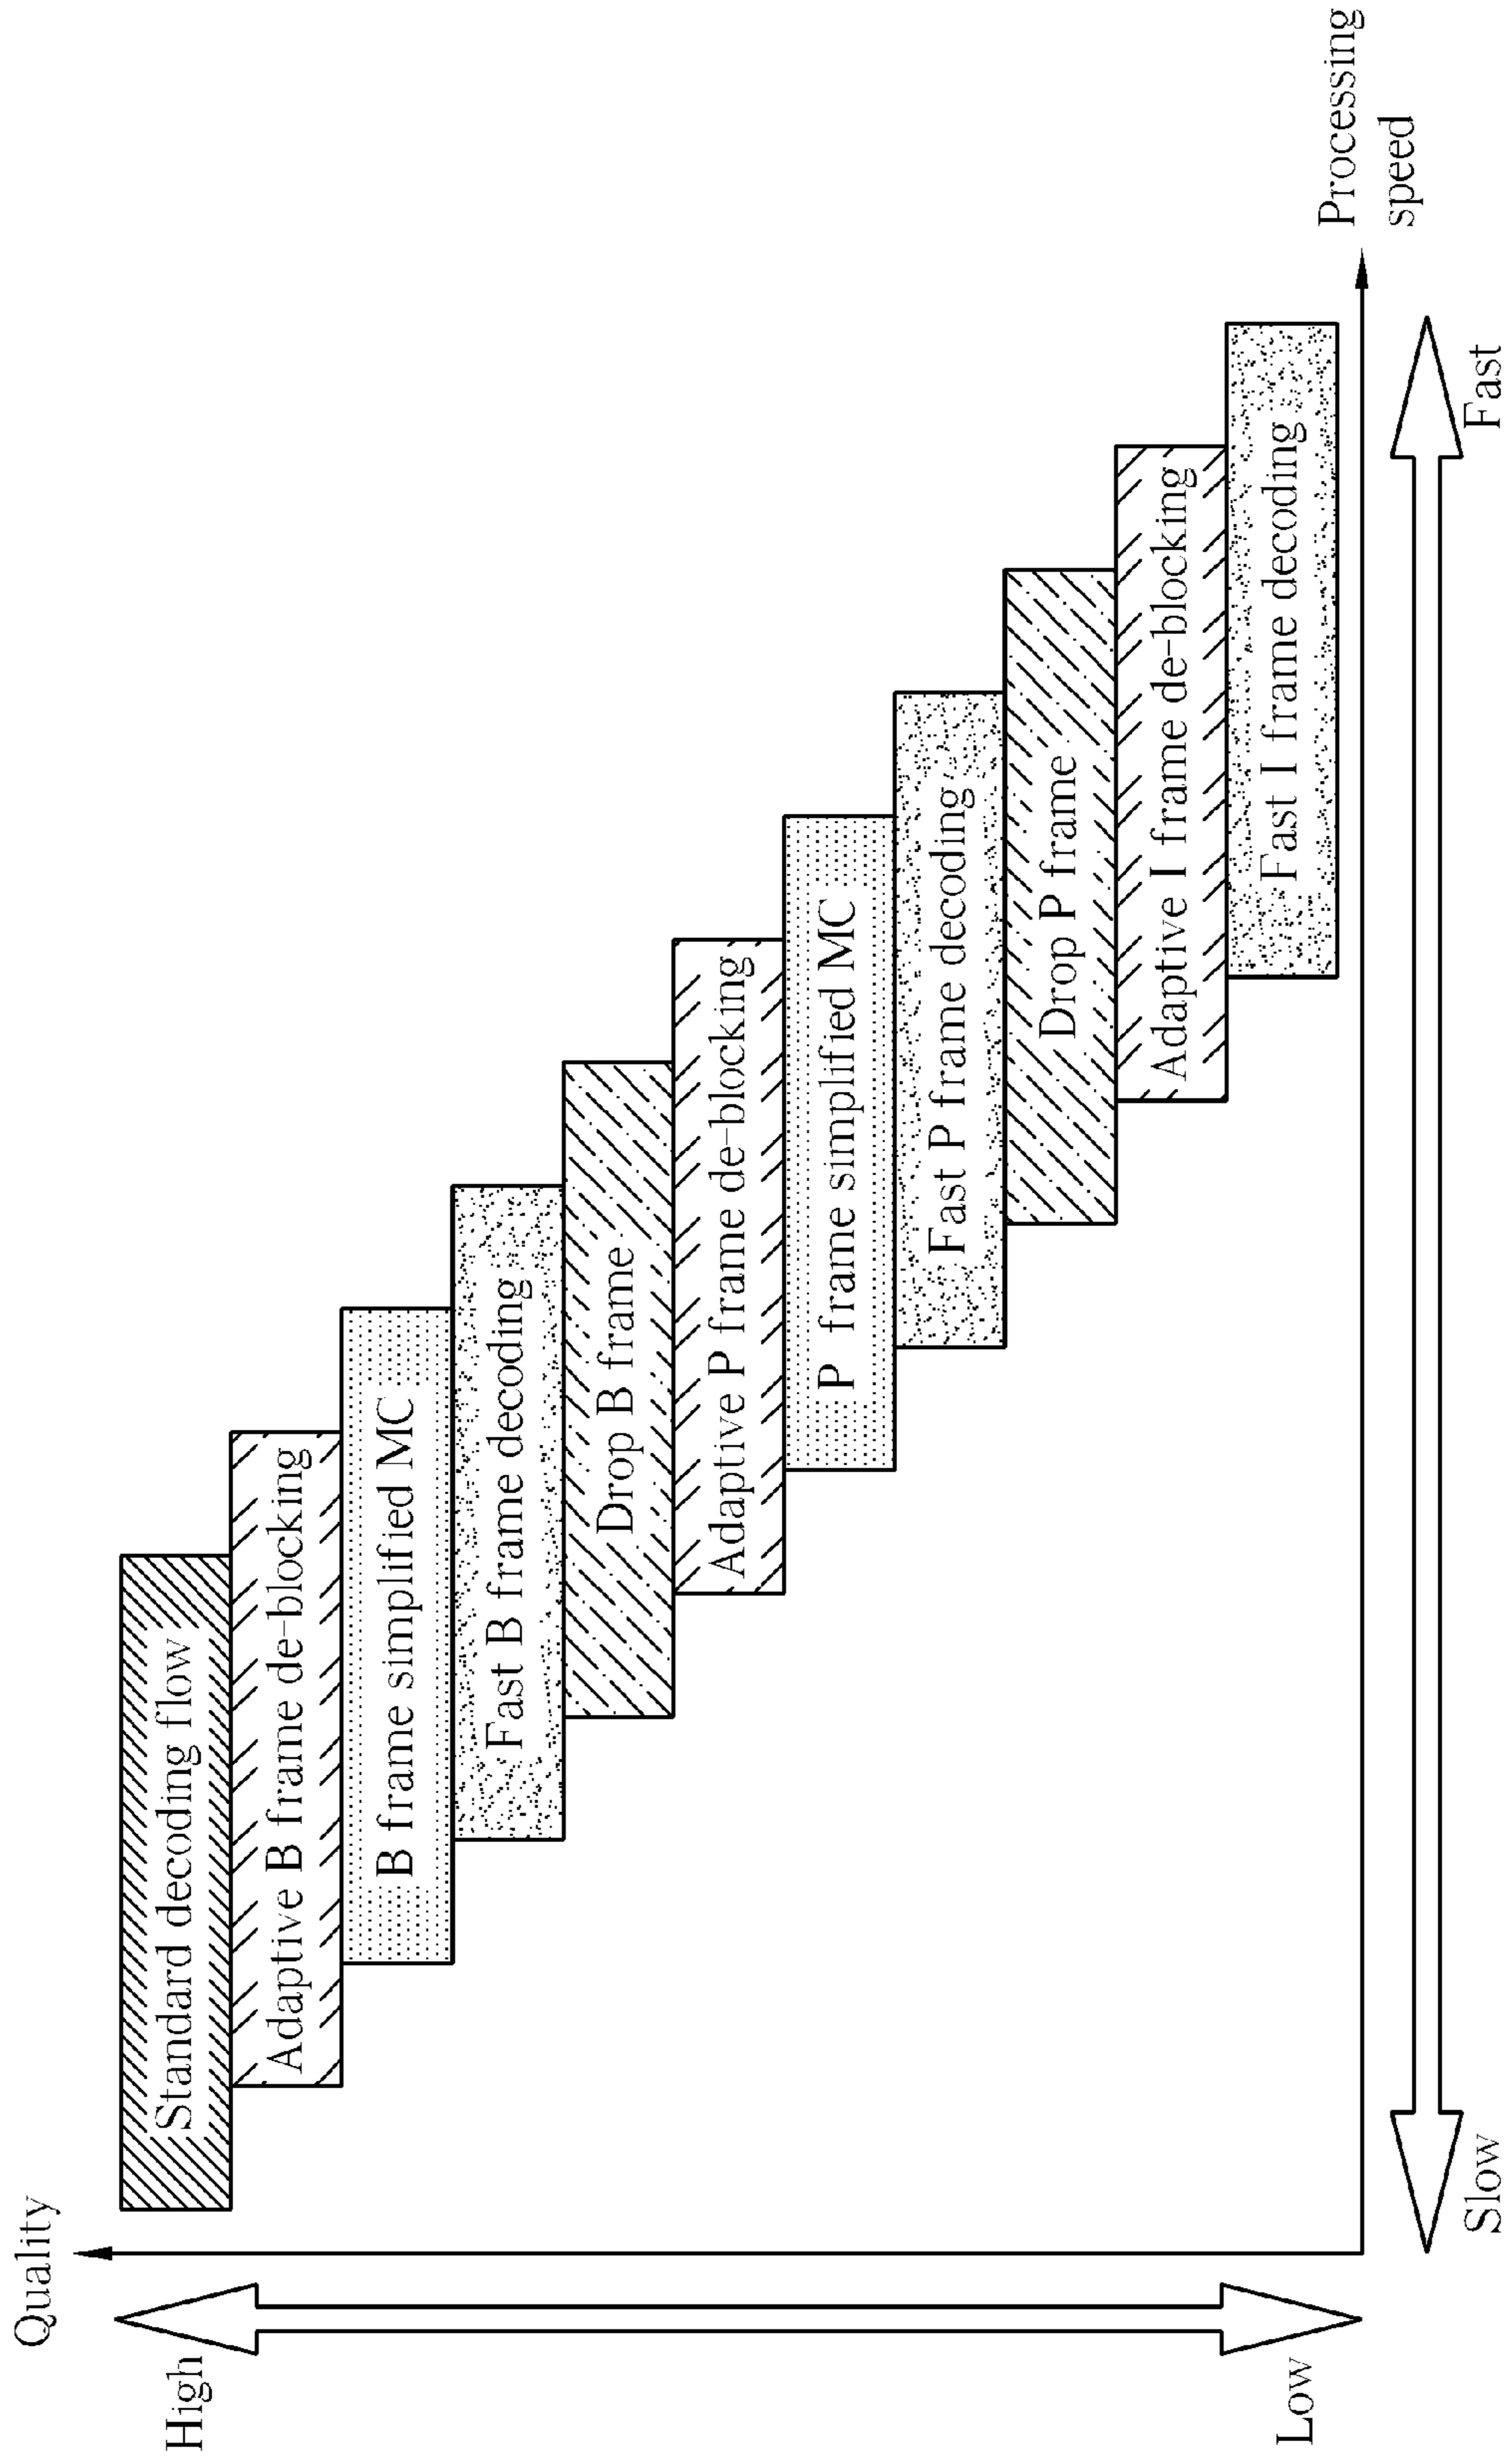 Quality
High
Low
Standard decoding flow
Adaptive B frame de-blocking
B frame simplified MC
Fast B frame decoding
Drop B frame
Adaptive P frame de-blocking
P frame simplified MC
Fast P frame decoding
Drop P frame
Adaptive I frame de-blocking
Fast I frame decoding
Processing
speed
Slow
Fast